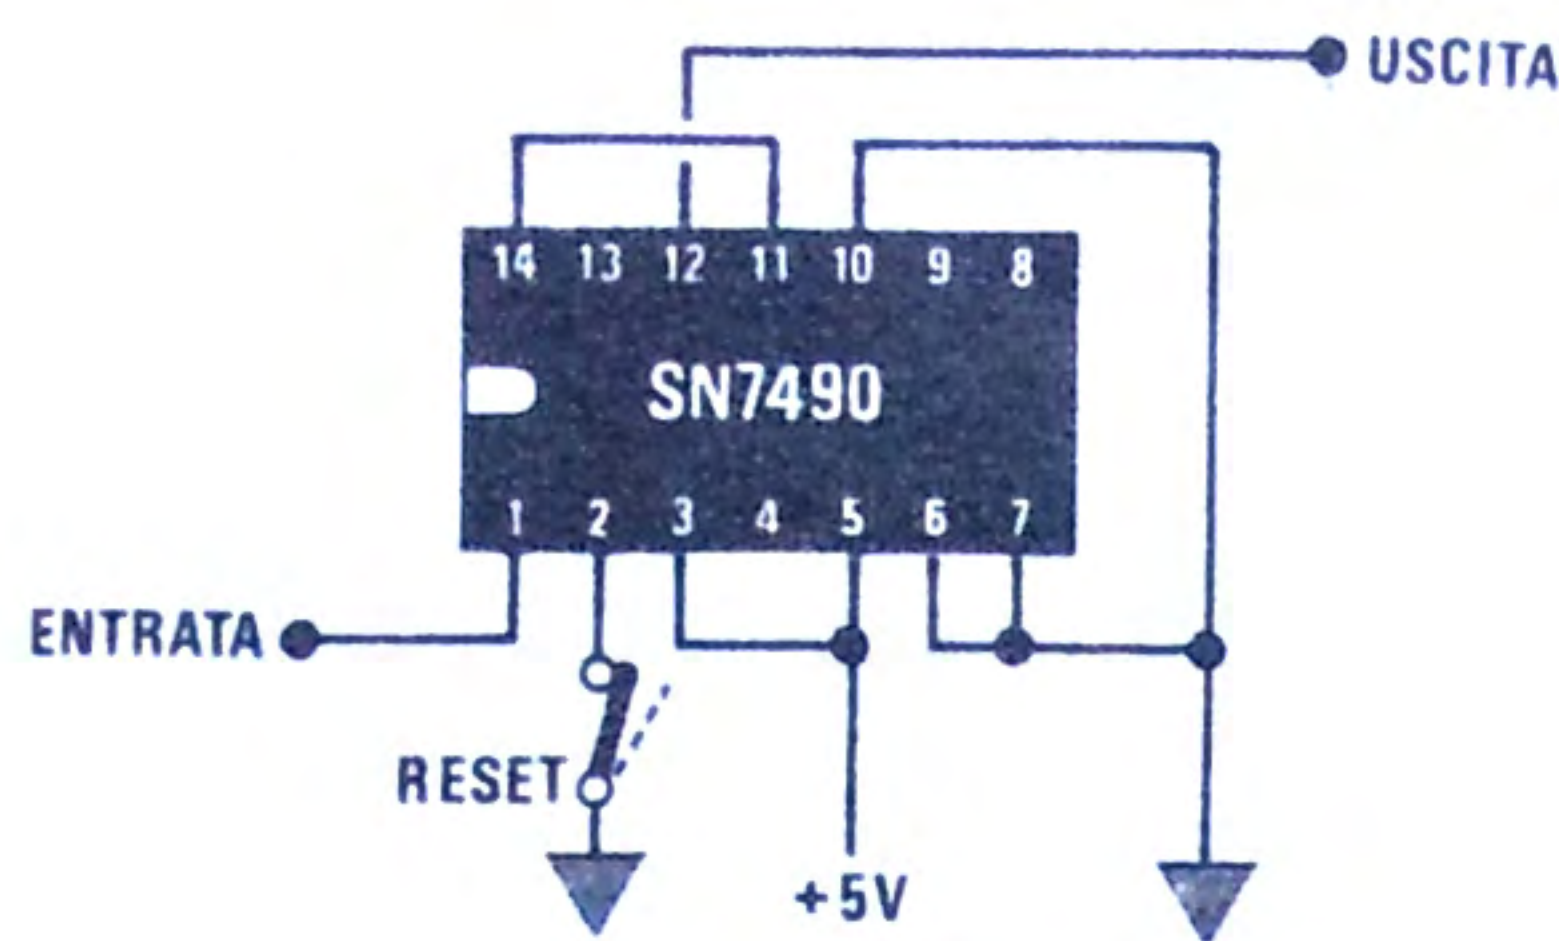 USCITA
14 13 12 11 10 9 8
SN7490
1 2 3 4 5 6 7
ENTRATA
RESET
+5V